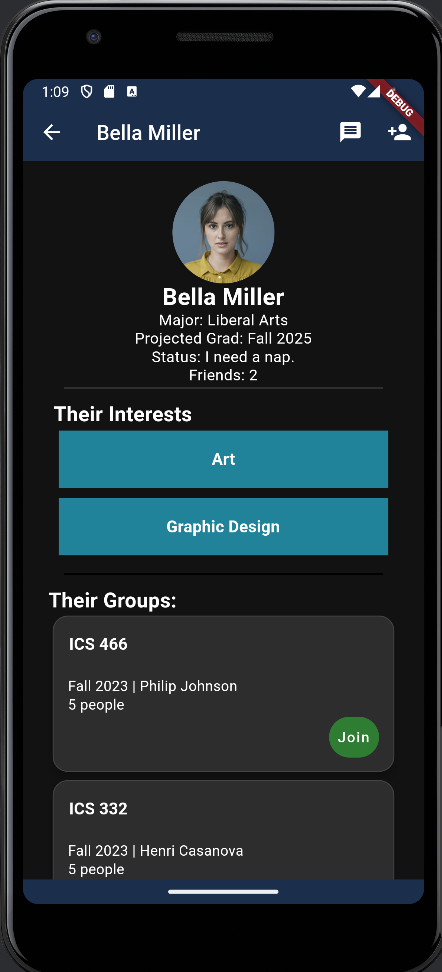 1:09
DEBUG
Bella Miller
Bella Miller
Major: Liberal Arts
Projected Grad: Fall 2025
Status: I need a nap.
Friends: 2
Their Interests
Art
Graphic Design
Their Groups:
ICS 466
Fall 2023 | Philip Johnson
5 people
Join
ICS 332
Fall 2023 | Henri Casanova
5 people